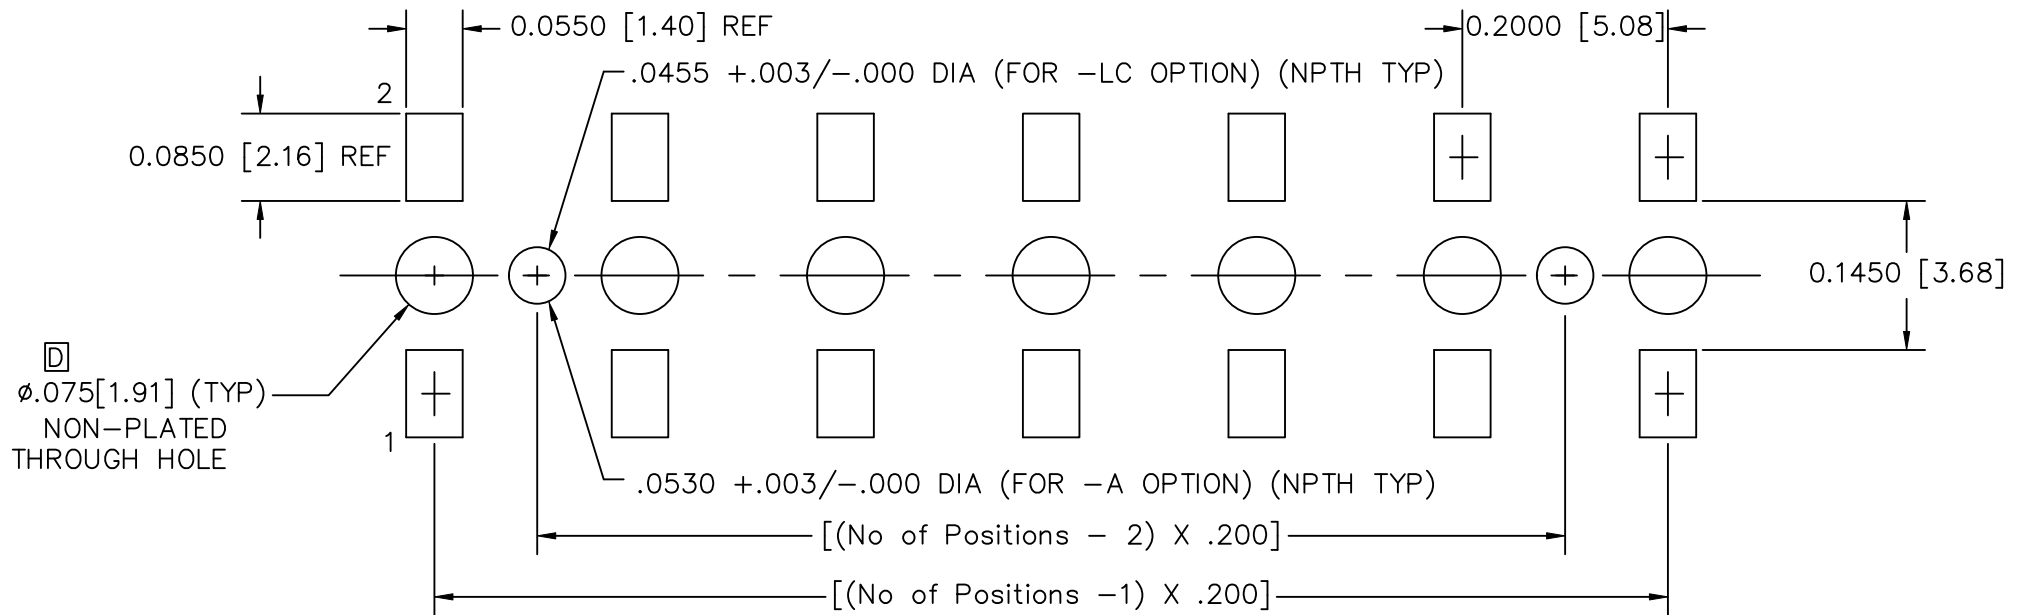 0.0550 [1.40] REF
0.2000 [5.08]
.0455 +.003/-.000 DIA (FOR -LC OPTION) (NPTH TYP)
2
0.0850 [2.16] REF
0.1450 [3.68]
D
ø.075[1.91] (TYP)
NON-PLATED
THROUGH HOLE
1
.0530 +.003/-.000 DIA (FOR -A OPTION) (NPTH TYP)
[(No of Positions - 2) X .200]
[(No of Positions -1) X .200]